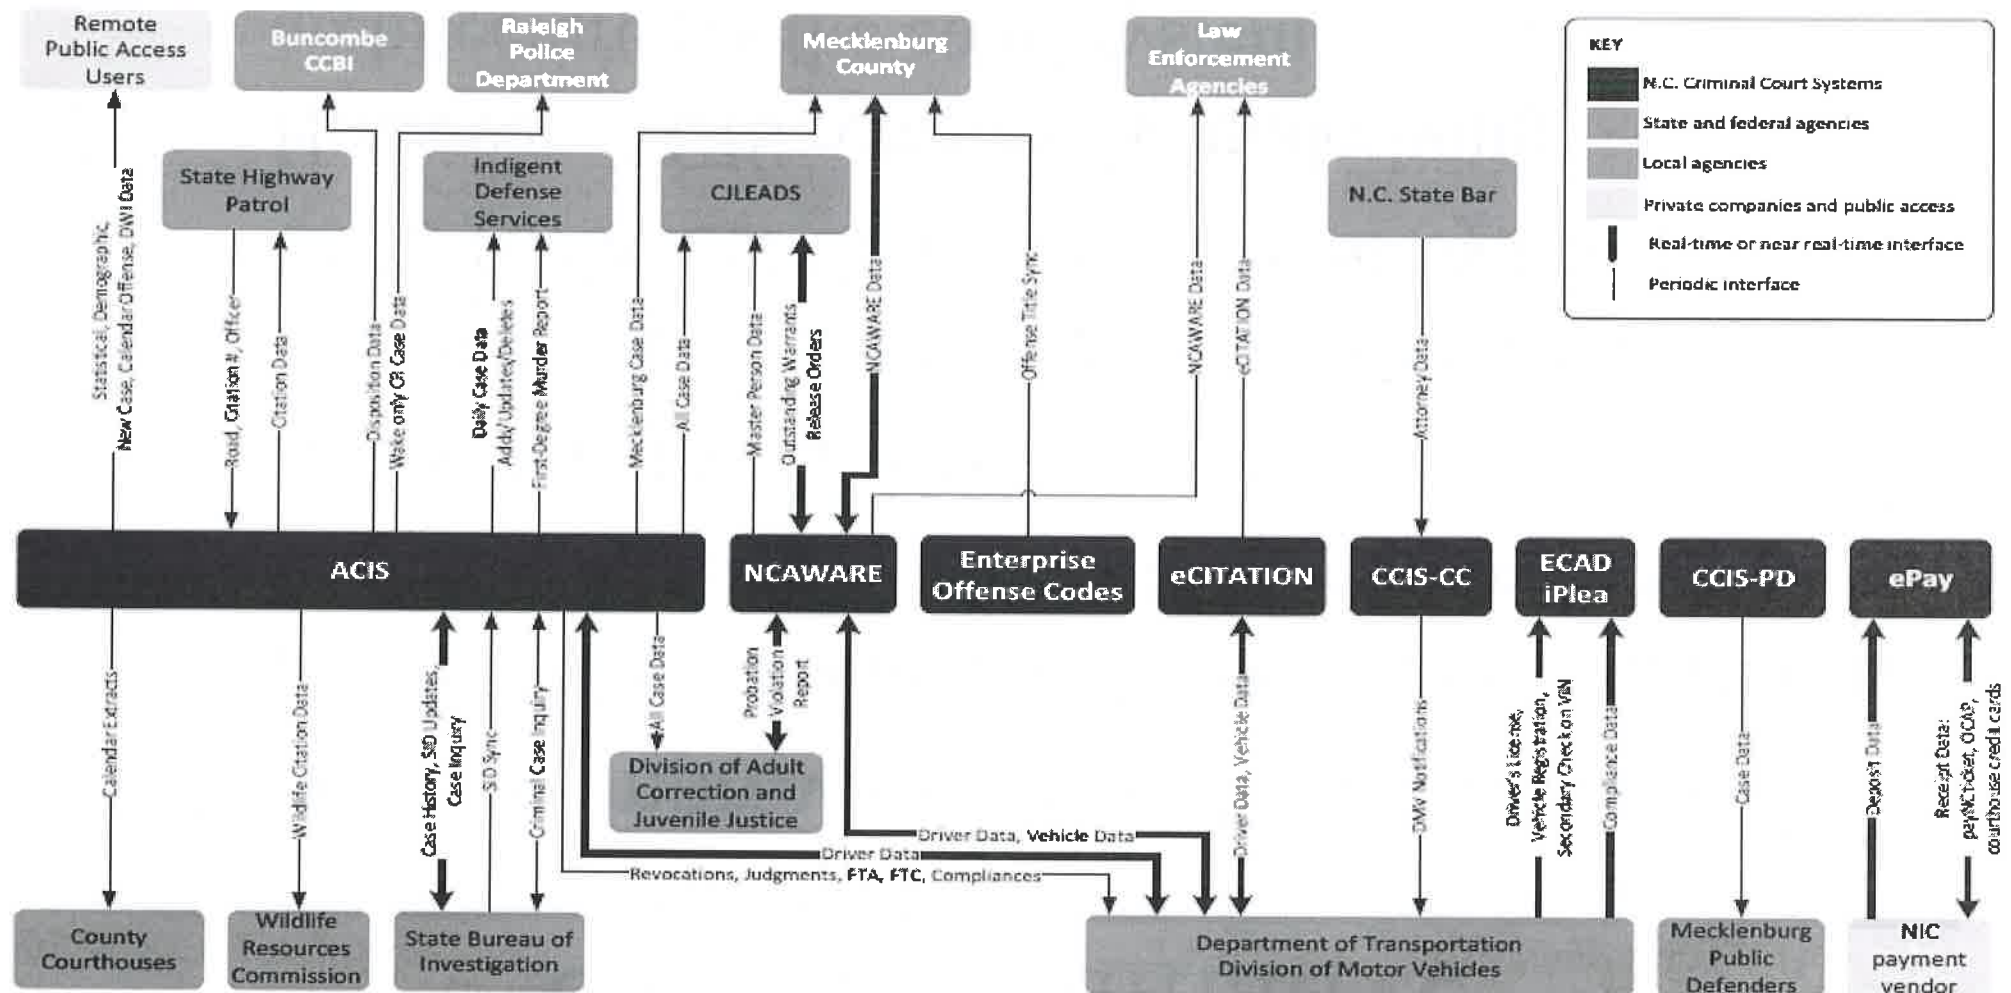 Remote
Public Access
Users
Buncombe
CCBI
Raleigh
Police
Department
Mecklenburg
County
Law
Enforcement
Agencies
KEY
N.C. Criminal Court Systems
State and federal agencies
Local agencies
Private companies and public access
Real-time or near real-time interface
Periodic interface
State Highway
Patrol
Indigent
Defense
Services
CJLEADS
N.C. State Bar
Statistical, Demographic,
New Case, Calendar Offense, DWI Data
Road, Citation #, Officer
Citation Data
Disposition Data
Wake only CR Case Data
Daily Case Data
Adds/Updates/Deletes
First-Degree Murder Report
Mecklenburg Case Data
All Case Data
Master Person Data
Outstanding Warrants
Release Orders
NCAWARE Data
Offense Title Sync
NCAWARE Data
eCITATION Data
Attorney Data
ACIS
NCAWARE
Enterprise
Offense Codes
eCITATION
CCIS-CC
ECAD
iPlea
CCIS-PD
ePay
Calendar Extracts
Wildlife Citation Data
Case History, SID Updates,
Case Inquiry
SID Sync
Criminal Case Inquiry
All Case Data
Probation
Violation
Report
Driver Data, Vehicle Data
DMV Notifications
Driver's License,
Vehicle Registration,
Secondary Check on VIN
Compliance Data
Case Data
Deposit Data
Receipt Data:
payNCticket, OCAP,
courthouse credit cards
Division of Adult
Correction and
Juvenile Justice
Driver Data, Vehicle Data
Driver Data
Revocations, Judgments, FTA, FTC, Compliances
County
Courthouses
Wildlife
Resources
Commission
State Bureau of
Investigation
Department of Transportation
Division of Motor Vehicles
Mecklenburg
Public
Defenders
NIC
payment
vendor